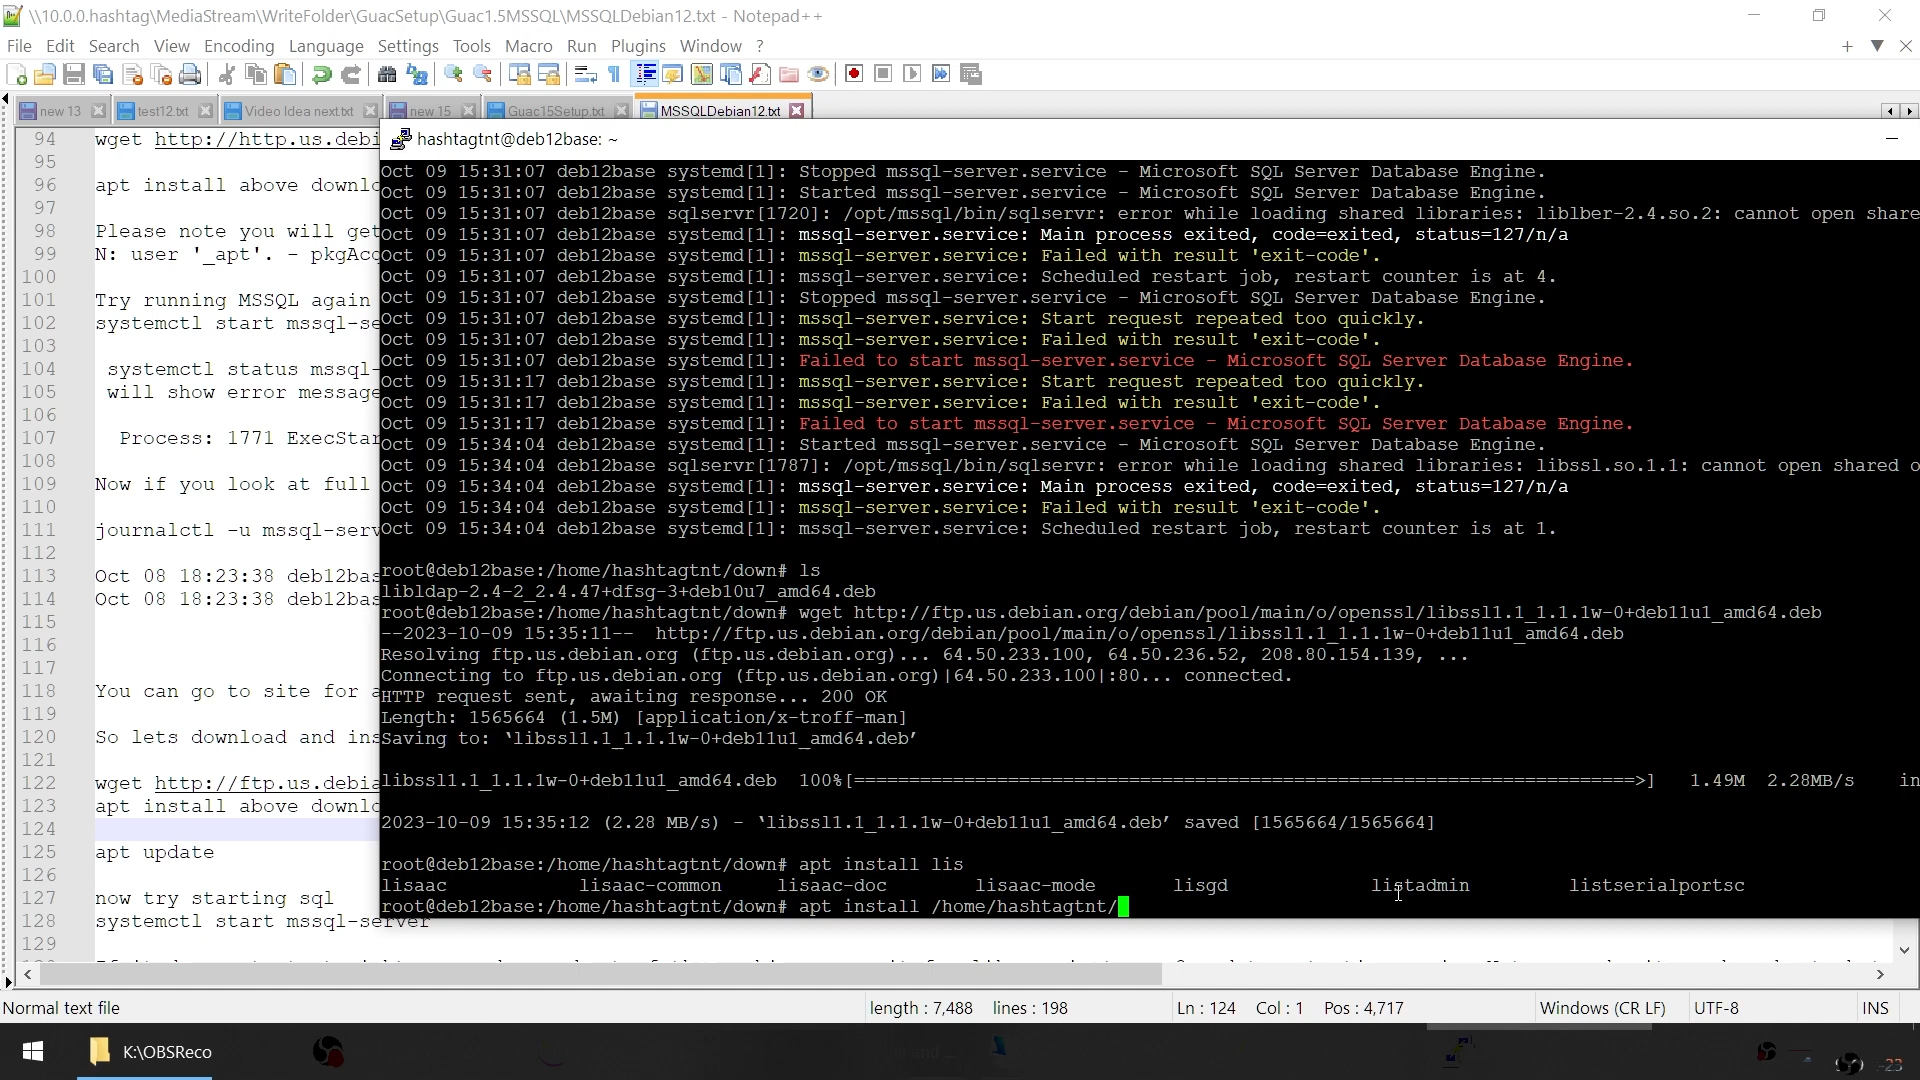 \\10.0.0.hashtag\MediaStream\WriteFolder\GuacSetup\Guac1.5MSSQL\MSSQLDebian12.txt - Notepad++
File Edit Search View Encoding Language Settings Tools Macro Run Plugins Window ?
new 13 test12.txt Video Idea next.txt new 15 Guac15Setup.txt MSSQLDebian12.txt
hashtagtnt@deb12base: ~
94 wget http://http.us.debi
95
96 apt install above downlo
97
98 Please note you will get
99 N: user '_apt'. - pkgAcq
100
101 Try running MSSQL again
102 systemctl start mssql-se
103
104 systemctl status mssql-
105 will show error message
106
107 Process: 1771 ExecStar
108
109 Now if you look at full
110
111 journalctl -u mssql-serv
112
113 Oct 08 18:23:38 deb12bas
114 Oct 08 18:23:38 deb12bas
115
116
117
118 You can go to site for a
119
120 So lets download and ins
121
122 wget http://ftp.us.debia
123 apt install above downlo
124
125 apt update
126
127 now try starting sql
128 systemctl start mssql-server
129
Oct 09 15:31:07 deb12base systemd[1]: Stopped mssql-server.service - Microsoft SQL Server Database Engine.
Oct 09 15:31:07 deb12base systemd[1]: Started mssql-server.service - Microsoft SQL Server Database Engine.
Oct 09 15:31:07 deb12base sqlservr[1720]: /opt/mssql/bin/sqlservr: error while loading shared libraries: liblber-2.4.so.2: cannot open share
Oct 09 15:31:07 deb12base systemd[1]: mssql-server.service: Main process exited, code=exited, status=127/n/a
Oct 09 15:31:07 deb12base systemd[1]: mssql-server.service: Failed with result 'exit-code'.
Oct 09 15:31:07 deb12base systemd[1]: mssql-server.service: Scheduled restart job, restart counter is at 4.
Oct 09 15:31:07 deb12base systemd[1]: Stopped mssql-server.service - Microsoft SQL Server Database Engine.
Oct 09 15:31:07 deb12base systemd[1]: mssql-server.service: Start request repeated too quickly.
Oct 09 15:31:07 deb12base systemd[1]: mssql-server.service: Failed with result 'exit-code'.
Oct 09 15:31:07 deb12base systemd[1]: Failed to start mssql-server.service - Microsoft SQL Server Database Engine.
Oct 09 15:31:17 deb12base systemd[1]: mssql-server.service: Start request repeated too quickly.
Oct 09 15:31:17 deb12base systemd[1]: mssql-server.service: Failed with result 'exit-code'.
Oct 09 15:31:17 deb12base systemd[1]: Failed to start mssql-server.service - Microsoft SQL Server Database Engine.
Oct 09 15:34:04 deb12base systemd[1]: Started mssql-server.service - Microsoft SQL Server Database Engine.
Oct 09 15:34:04 deb12base sqlservr[1787]: /opt/mssql/bin/sqlservr: error while loading shared libraries: libssl.so.1.1: cannot open shared o
Oct 09 15:34:04 deb12base systemd[1]: mssql-server.service: Main process exited, code=exited, status=127/n/a
Oct 09 15:34:04 deb12base systemd[1]: mssql-server.service: Failed with result 'exit-code'.
Oct 09 15:34:04 deb12base systemd[1]: mssql-server.service: Scheduled restart job, restart counter is at 1.
root@deb12base:/home/hashtagtnt/down# ls
libldap-2.4-2_2.4.47+dfsg-3+deb10u7_amd64.deb
root@deb12base:/home/hashtagtnt/down# wget http://ftp.us.debian.org/debian/pool/main/o/openssl/libssl1.1_1.1.1w-0+deb11u1_amd64.deb
--2023-10-09 15:35:11-- http://ftp.us.debian.org/debian/pool/main/o/openssl/libssl1.1_1.1.1w-0+deb11u1_amd64.deb
Resolving ftp.us.debian.org (ftp.us.debian.org)... 64.50.233.100, 64.50.236.52, 208.80.154.139, ...
Connecting to ftp.us.debian.org (ftp.us.debian.org)|64.50.233.100|:80... connected.
HTTP request sent, awaiting response... 200 OK
Length: 1565664 (1.5M) [application/x-troff-man]
Saving to: ‘libssl1.1_1.1.1w-0+deb11u1_amd64.deb’
libssl1.1_1.1.1w-0+deb11u1_amd64.deb 100%[=======================================================================>] 1.49M 2.28MB/s in
2023-10-09 15:35:12 (2.28 MB/s) - ‘libssl1.1_1.1.1w-0+deb11u1_amd64.deb’ saved [1565664/1565664]
root@deb12base:/home/hashtagtnt/down# apt install lis
lisaac lisaac-common lisaac-doc lisaac-mode lisgd listadmin listserialportsc
root@deb12base:/home/hashtagtnt/down# apt install /home/hashtagtnt/
Normal text file length : 7,488 lines : 198 Ln : 124 Col : 1 Pos : 4,717 Windows (CR LF) UTF-8 INS
K:\OBSReco
-23